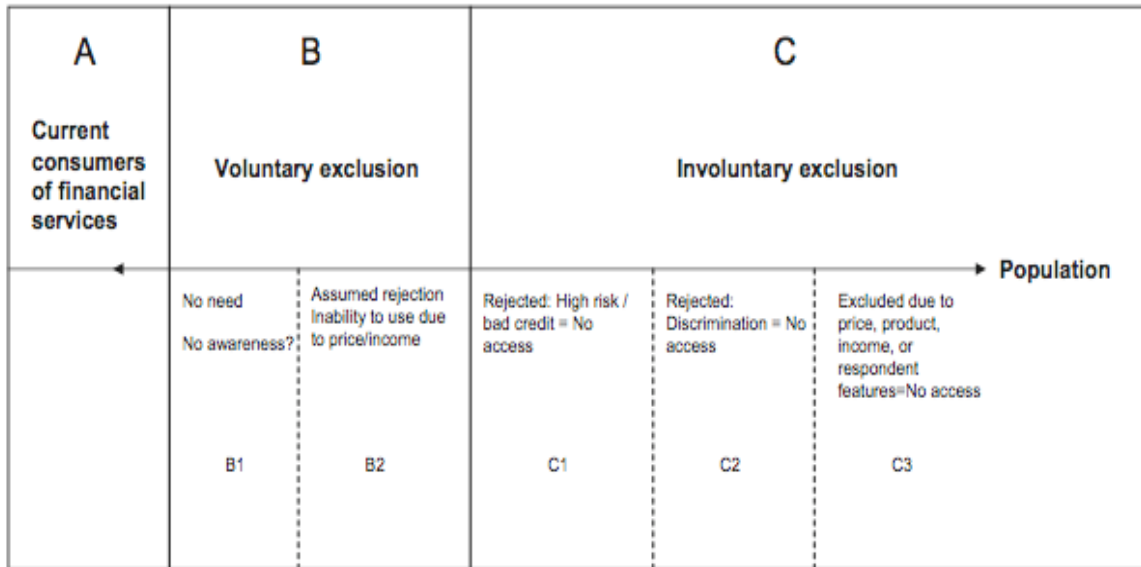 A
B
C
Current
consumers
of financial
services
Voluntary exclusion
Involuntary exclusion
Population
No need
No awareness?
Assumed rejection
Inability to use due
to price/income
Rejected: High risk /
bad credit = No
access
Rejected:
Discrimination = No
access
Excluded due to
price, product,
income, or
respondent
features=No access
B1
B2
C1
C2
C3